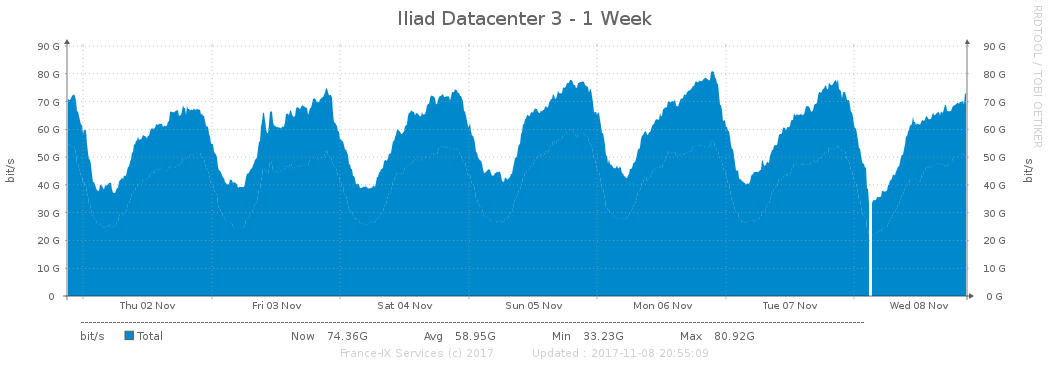 Iliad Datacenter 3 - 1 Week
RRDTOOL / TOBI OETIKER
bit/s
90 G
80 G
70 G
60 G
50 G
40 G
30 G
20 G
10 G
0
90 G
80 G
70 G
60 G
50 G
40 G
30 G
20 G
10 G
0 G
bit/s
Thu 02 Nov Fri 03 Nov Sat 04 Nov Sun 05 Nov Mon 06 Nov Tue 07 Nov Wed 08 Nov
bit/s Total Now 74.36G Avg 58.95G Min 33.23G Max 80.92G
France-IX Services (c) 2017 Updated : 2017-11-08 20:55:09